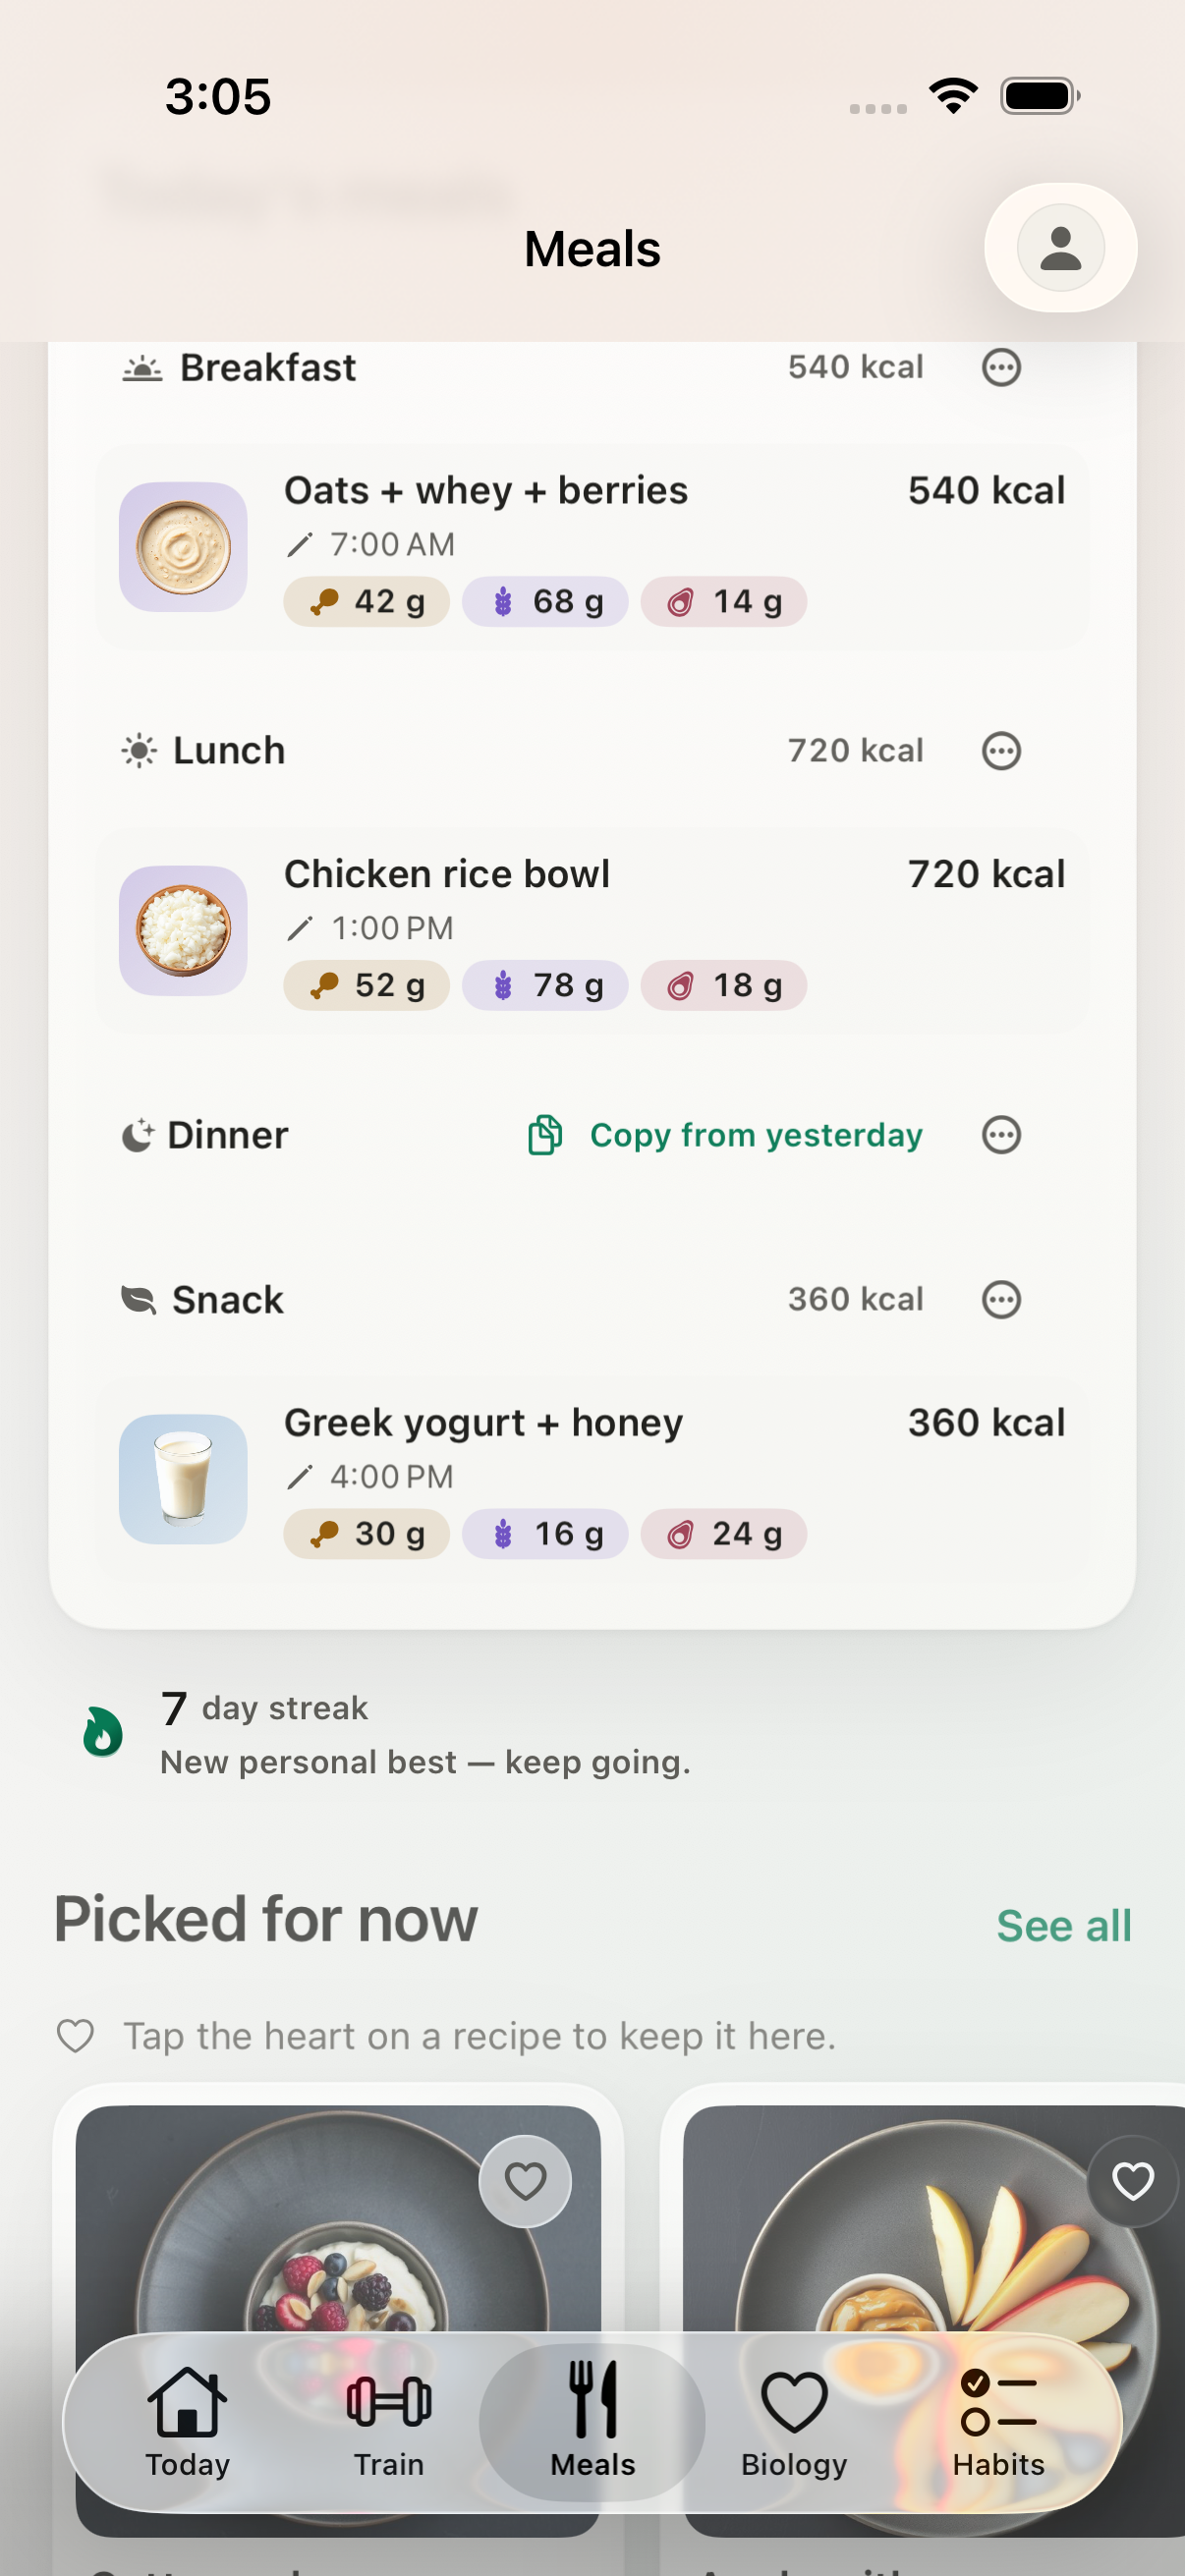 3:05
Today's meals
Meals
Breakfast
540 kcal
Oats + whey + berries
540 kcal
7:00 AM
42 g
68 g
14 g
Lunch
720 kcal
Chicken rice bowl
720 kcal
1:00 PM
52 g
78 g
18 g
Dinner
Copy from yesterday
Snack
360 kcal
Greek yogurt + honey
360 kcal
4:00 PM
30 g
16 g
24 g
7 day streak
New personal best — keep going.
Picked for now
See all
Tap the heart on a recipe to keep it here.
Today
Train
Meals
Biology
Habits